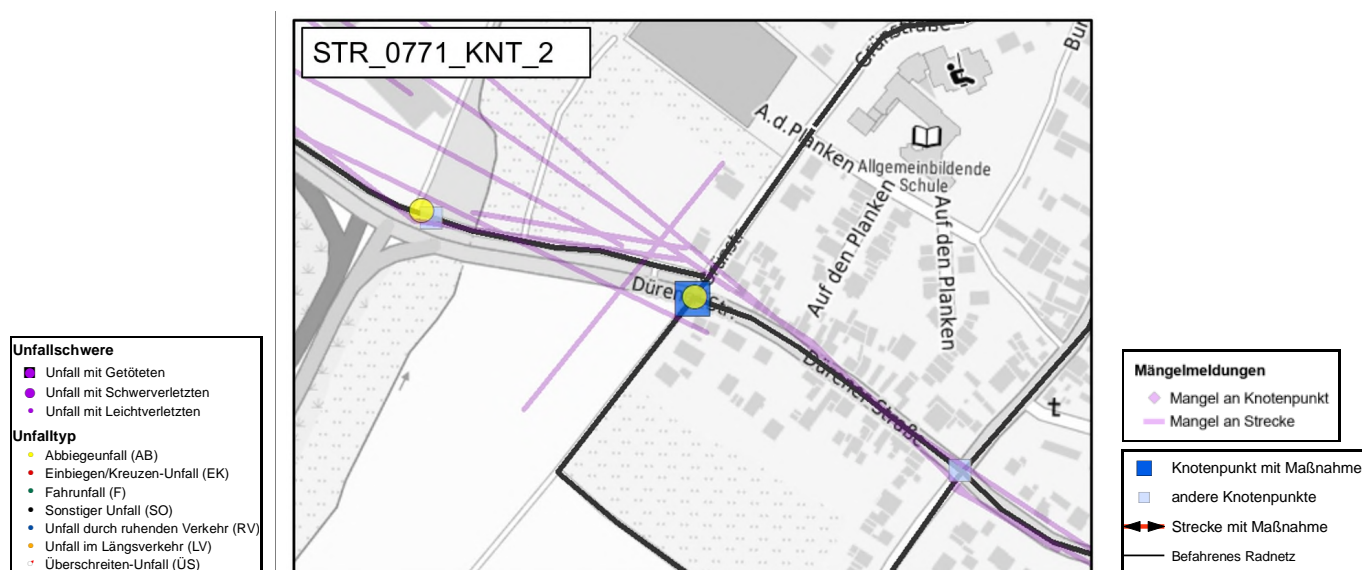 STR_0771_KNT_2
Grünstraße
A.d.Planken
Allgemeinbildende
Schule
Auf den Planken
Auf den Planken
Grünstr.
Dürener Str.
Dürener Straße
t
Unfallschwere
Unfall mit Getöteten
Unfall mit Schwerverletzten
Unfall mit Leichtverletzten
Unfalltyp
Abbiegeunfall (AB)
Einbiegen/Kreuzen-Unfall (EK)
Fahrunfall (F)
Sonstiger Unfall (SO)
Unfall durch ruhenden Verkehr (RV)
Unfall im Längsverkehr (LV)
Überschreiten-Unfall (ÜS)
Mängelmeldungen
Mangel an Knotenpunkt
Mangel an Strecke
Knotenpunkt mit Maßnahme
andere Knotenpunkte
Strecke mit Maßnahme
Befahrenes Radnetz